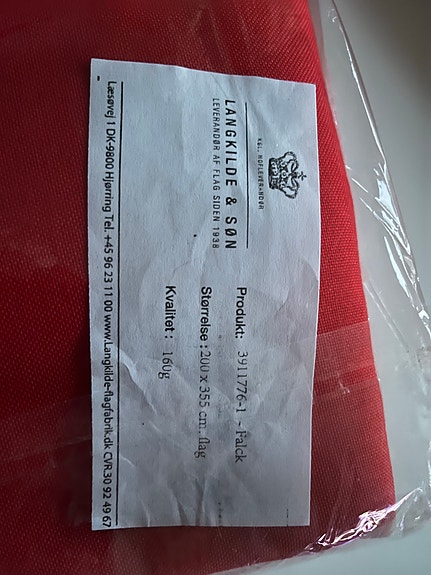 KGL. HOFLEVERANDØR
LANGKILDE & SØN
LEVERANDØR AF FLAG SIDEN 1938
Produkt: 3911776-1 - Falck
Størrelse : 200 x 355 cm. flag
Kvalitet : 160g
Læsøvej 1 DK-9800 Hjørring Tel. +45 96 23 11 00 www.Langkilde-flagfabrik.dk CVR.30 92 49 67